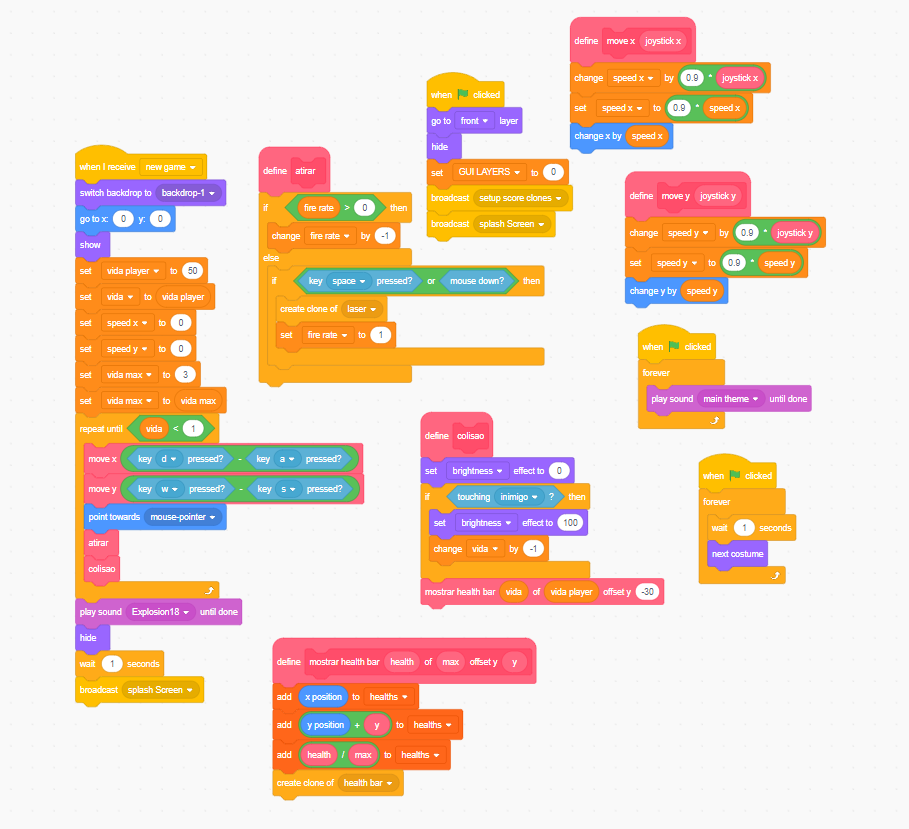 when I receive new game
switch backdrop to backdrop-1
go to x: 0 y: 0
show
set vida player to 50
set vida to vida player
set speed x to 0
set speed y to 0
set vida max to 3
set vida max to vida max
repeat until vida < 1
move x key d pressed? - key a pressed?
move y key w pressed? - key s pressed?
point towards mouse-pointer
atirar
colisao
play sound Explosion18 until done
hide
wait 1 seconds
broadcast splash Screen
define atirar
if fire rate > 0 then
change fire rate by -1
else
if key space pressed? or mouse down? then
create clone of laser
set fire rate to 1
when clicked
go to front layer
hide
set GUI LAYERS to 0
broadcast setup score clones
broadcast splash Screen
define move x joystick x
change speed x by 0.9 * joystick x
set speed x to 0.9 * speed x
change x by speed x
define move y joystick y
change speed y by 0.9 * joystick y
set speed y to 0.9 * speed y
change y by speed y
when clicked
forever
play sound main theme until done
define colisao
set brightness effect to 0
if touching inimigo ? then
set brightness effect to 100
change vida by -1
mostrar health bar vida of vida player offset y -30
when clicked
forever
wait 1 seconds
next costume
define mostrar health bar health of max offset y y
add x position to healths
add y position + y to healths
add health / max to healths
create clone of health bar